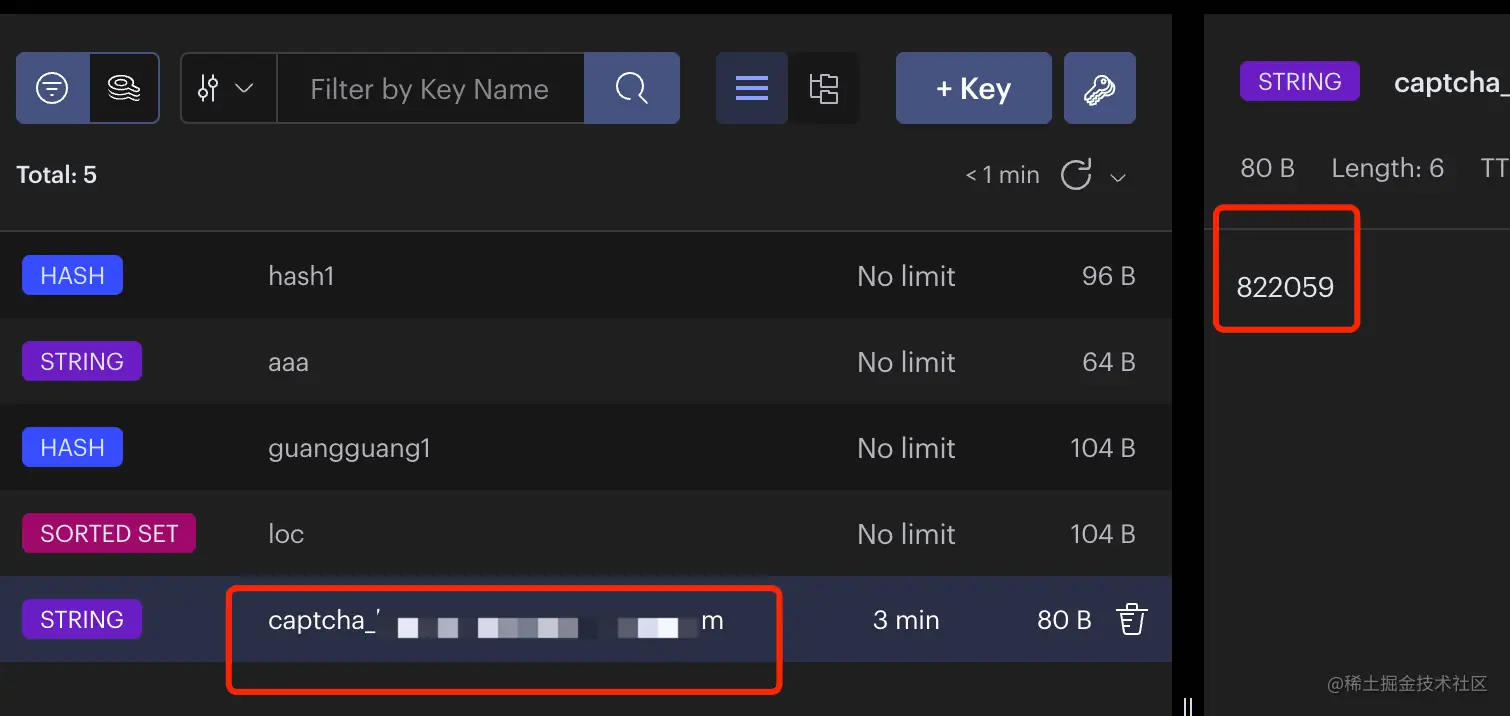 Filter by Key Name
+ Key
Total: 5
< 1 min
HASH hash1 No limit 96 B
STRING aaa No limit 64 B
HASH guangguang1 No limit 104 B
SORTED SET loc No limit 104 B
STRING captcha_ m 3 min 80 B
STRING captcha_
80 B Length: 6 TT
822059
@稀土掘金技术社区